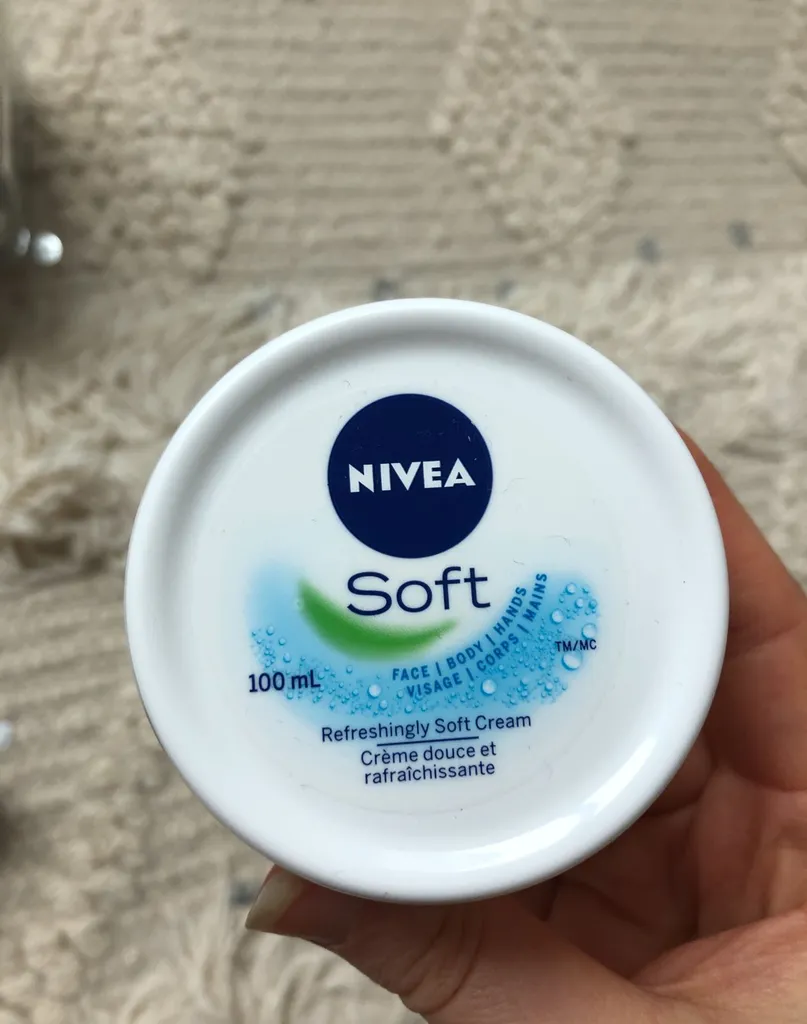 NIVEA
Soft
FACE | BODY | HANDS
VISAGE | CORPS | MAINS
TM/MC
100 mL
Refreshingly Soft Cream
Crème douce et
rafraîchissante